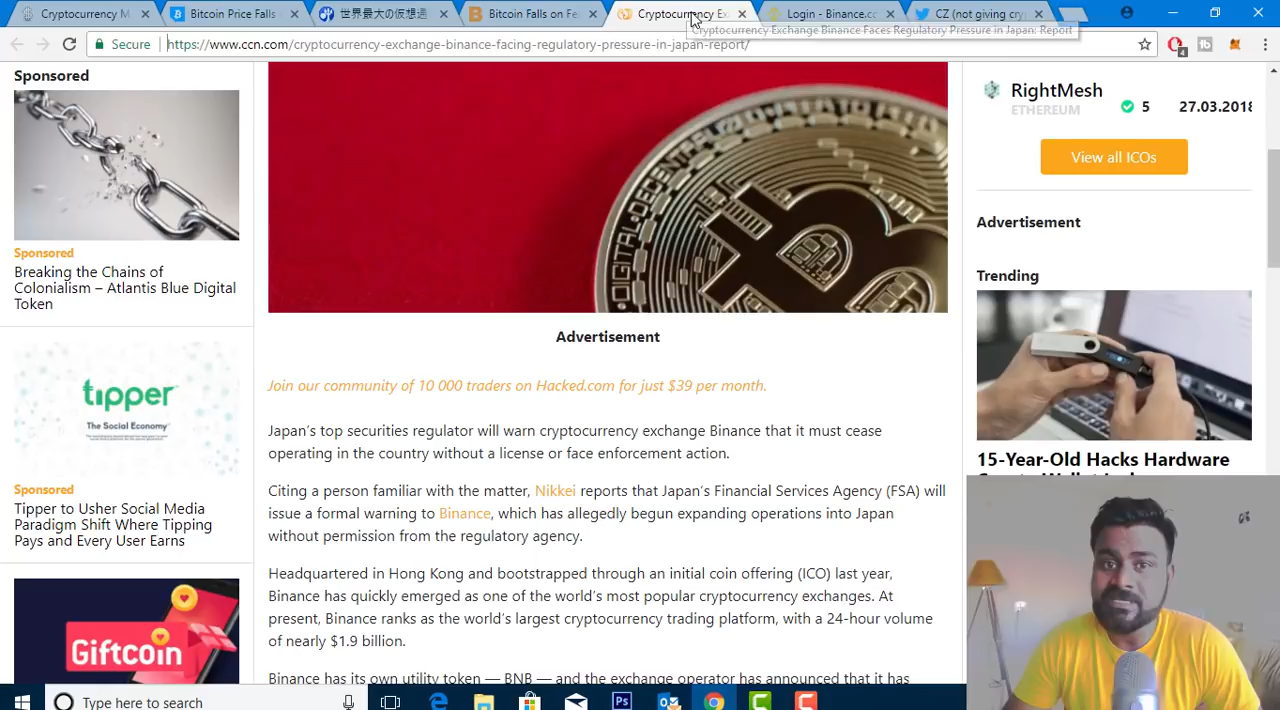 Cryptocurrency M
Bitcoin Price Falls
世界最大の仮想通
Bitcoin Falls on Fe
Cryptocurrency Ex
Login - Binance.c
CZ (not giving cry
Cryptocurrency Exchange Binance Faces Regulatory Pressure in Japan: Report
Secure
https://www.ccn.com/cryptocurrency-exchange-binance-facing-regulatory-pressure-in-japan-report/
4
Sponsored
Sponsored
Breaking the Chains of
Colonialism – Atlantis Blue Digital
Token
tipper
The Social Economy
Sponsored
Tipper to Usher Social Media
Paradigm Shift Where Tipping
Pays and Every User Earns
Giftcoin
DIGITAL
DECENTRAL
Advertisement
Join our community of 10 000 traders on Hacked.com for just $39 per month.
Japan's top securities regulator will warn cryptocurrency exchange Binance that it must cease
operating in the country without a license or face enforcement action.
Citing a person familiar with the matter, Nikkei reports that Japan's Financial Services Agency (FSA) will
issue a formal warning to Binance, which has allegedly begun expanding operations into Japan
without permission from the regulatory agency.
Headquartered in Hong Kong and bootstrapped through an initial coin offering (ICO) last year,
Binance has quickly emerged as one of the world's most popular cryptocurrency exchanges. At
present, Binance ranks as the world's largest cryptocurrency trading platform, with a 24-hour volume
of nearly $1.9 billion.
Binance has its own utility token — BNB — and the exchange operator has announced that it has
RightMesh
ETHEREUM
5
27.03.2018
View all ICOs
Advertisement
Trending
15-Year-Old Hacks Hardware
Type here to search
Ps